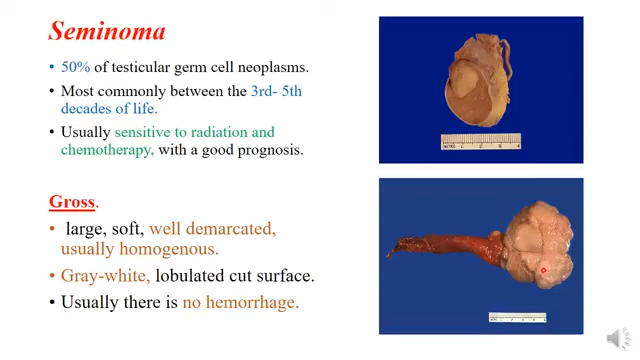 Seminoma
• 50% of testicular germ cell neoplasms.
• Most commonly between the 3rd- 5th
decades of life.
• Usually sensitive to radiation and
chemotherapy, with a good prognosis.
Gross.
• large, soft, well demarcated,
usually homogenous.
• Gray-white, lobulated cut surface.
• Usually there is no hemorrhage.